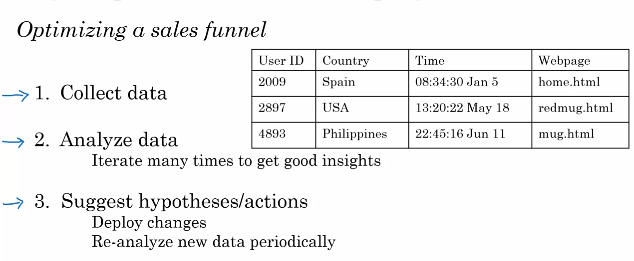 Optimizing a sales funnel
User ID Country Time Webpage
2009 Spain 08:34:30 Jan 5 home.html
2897 USA 13:20:22 May 18 redmug.html
4893 Philippines 22:45:16 Jun 11 mug.html
1. Collect data
2. Analyze data
Iterate many times to get good insights
3. Suggest hypotheses/actions
Deploy changes
Re-analyze new data periodically